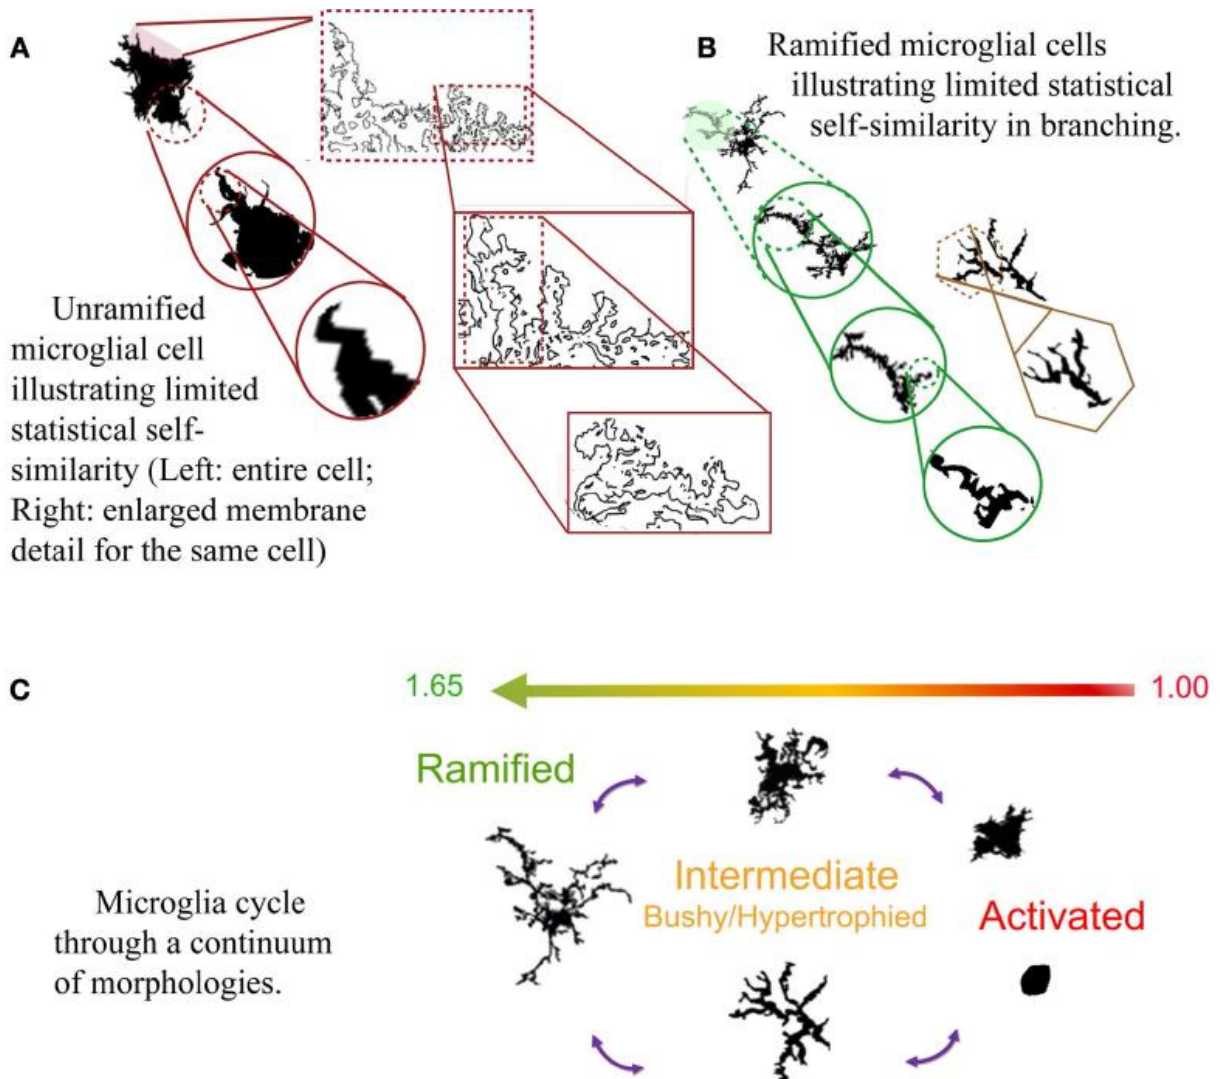 A
Unramified
microglial cell
illustrating limited
statistical self-
similarity (Left: entire cell;
Right: enlarged membrane
detail for the same cell)
B
Ramified microglial cells
illustrating limited statistical
self-similarity in branching.
C
1.65
1.00
Ramified
Intermediate
Bushy/Hypertrophied
Activated
Microglia cycle
through a continuum
of morphologies.